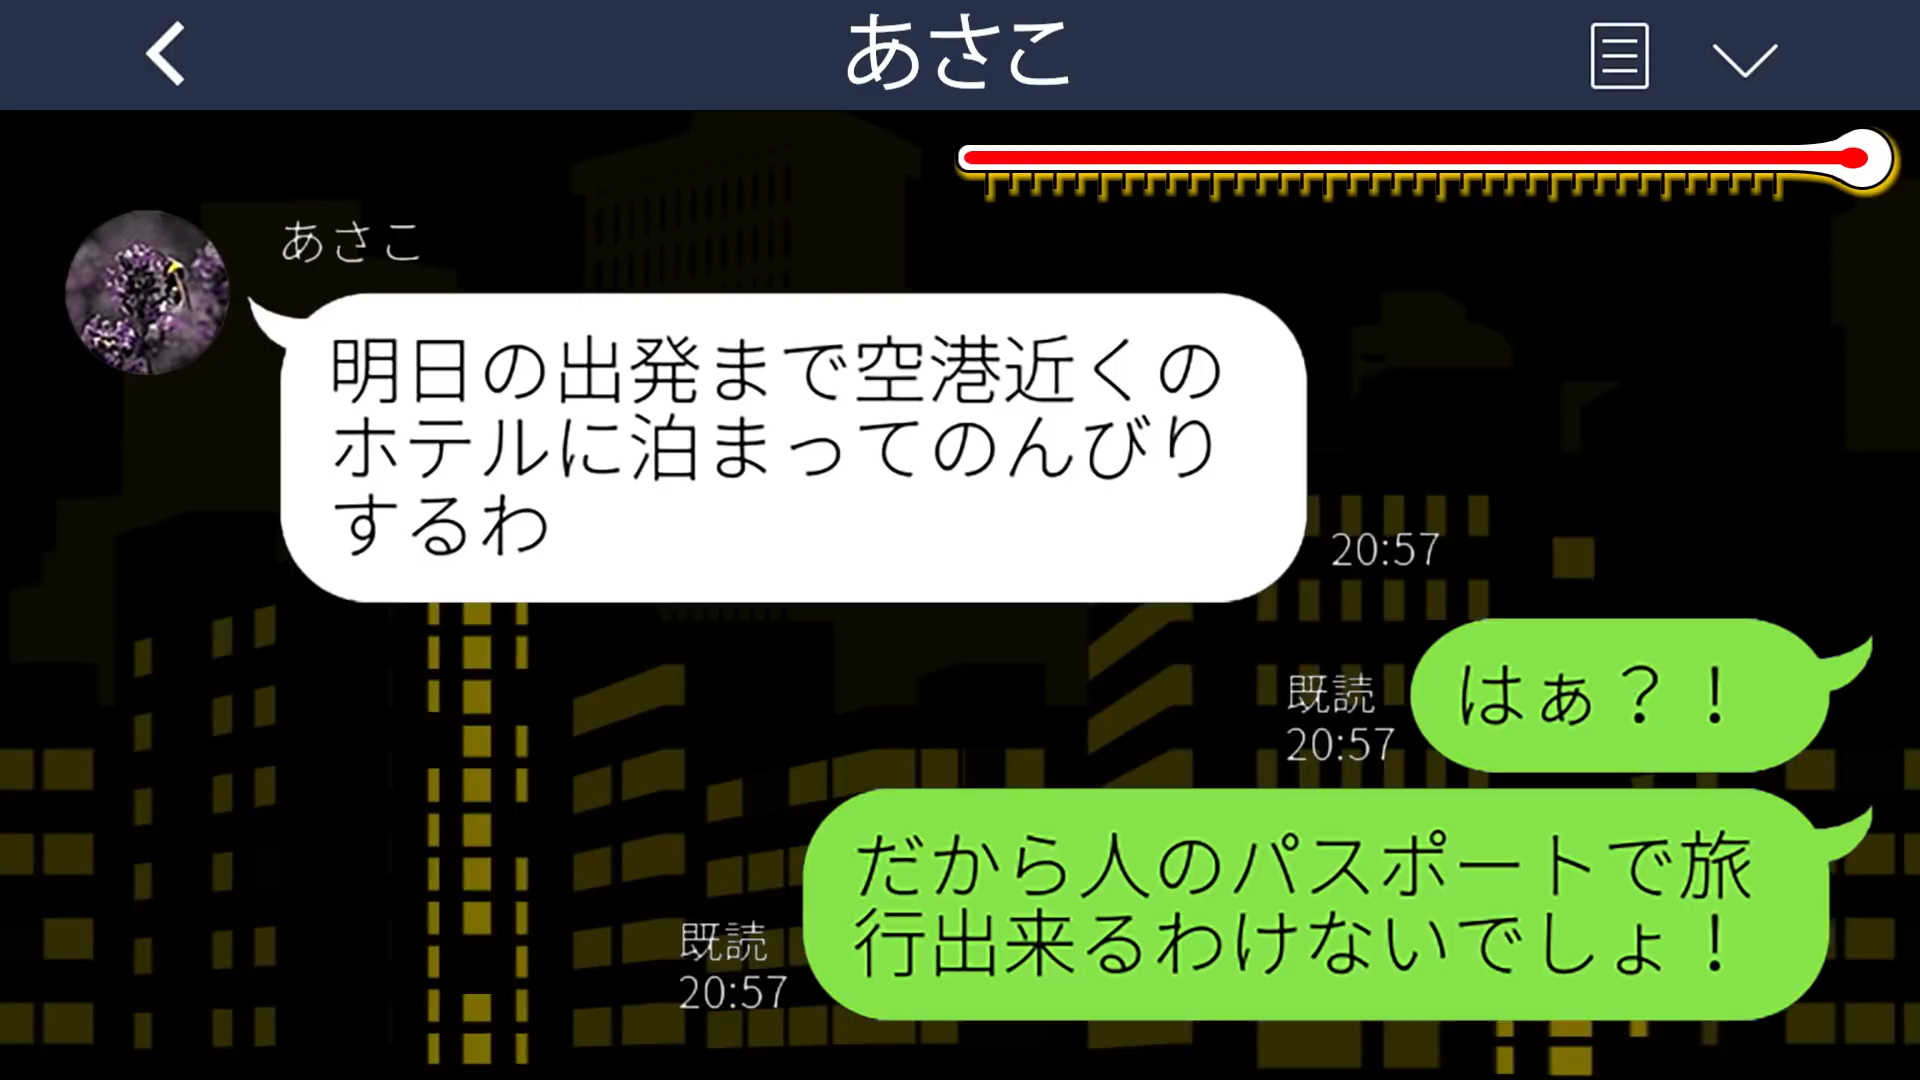 あさこ
あさこ
明日の出発まで空港近くの
ホテルに泊まってのんびり
するわ
20:57
はぁ？！
既読
20:57
だから人のパスポートで旅
行出来るわけないでしょ！
既読
20:57